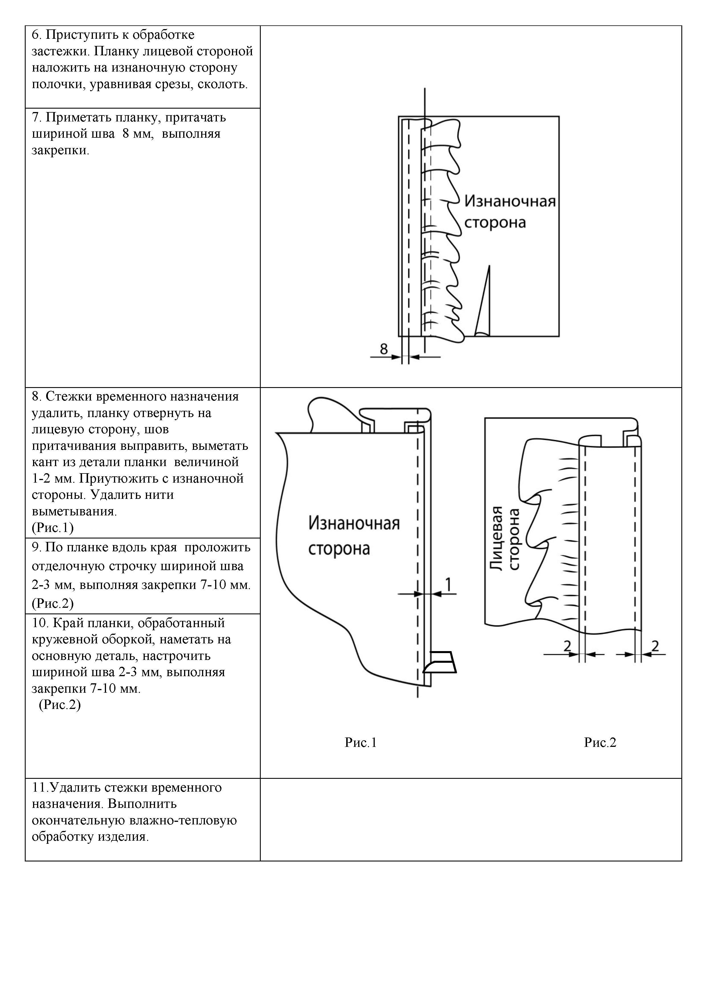 6. Приступить к обработке
застежки. Планку лицевой стороной
наложить на изнаночную сторону
полочки, уравнивая срезы, сколоть.
7. Приметать планку, притачать
шириной шва  8 мм,  выполняя
закрепки.
Изнаночная
сторона
8
8. Стежки временного назначения
удалить, планку отвернуть на
лицевую сторону, шов
притачивания выправить, выметать
кант из детали планки  величиной
1-2 мм. Приутюжить с изнаночной
стороны. Удалить нити
выметывания.
(Рис.1)
9. По планке вдоль края  проложить
отделочную строчку шириной шва
2-3 мм, выполняя закрепки 7-10 мм.
(Рис.2)
10. Край планки, обработанный
кружевной оборкой, наметать на
основную деталь, настрочить
шириной шва 2-3 мм, выполняя
закрепки 7-10 мм.
(Рис.2)
Изнаночная
сторона
1
Лицевая
сторона
2
2
Рис.1
Рис.2
11.Удалить стежки временного
назначения. Выполнить
окончательную влажно-тепловую
обработку изделия.